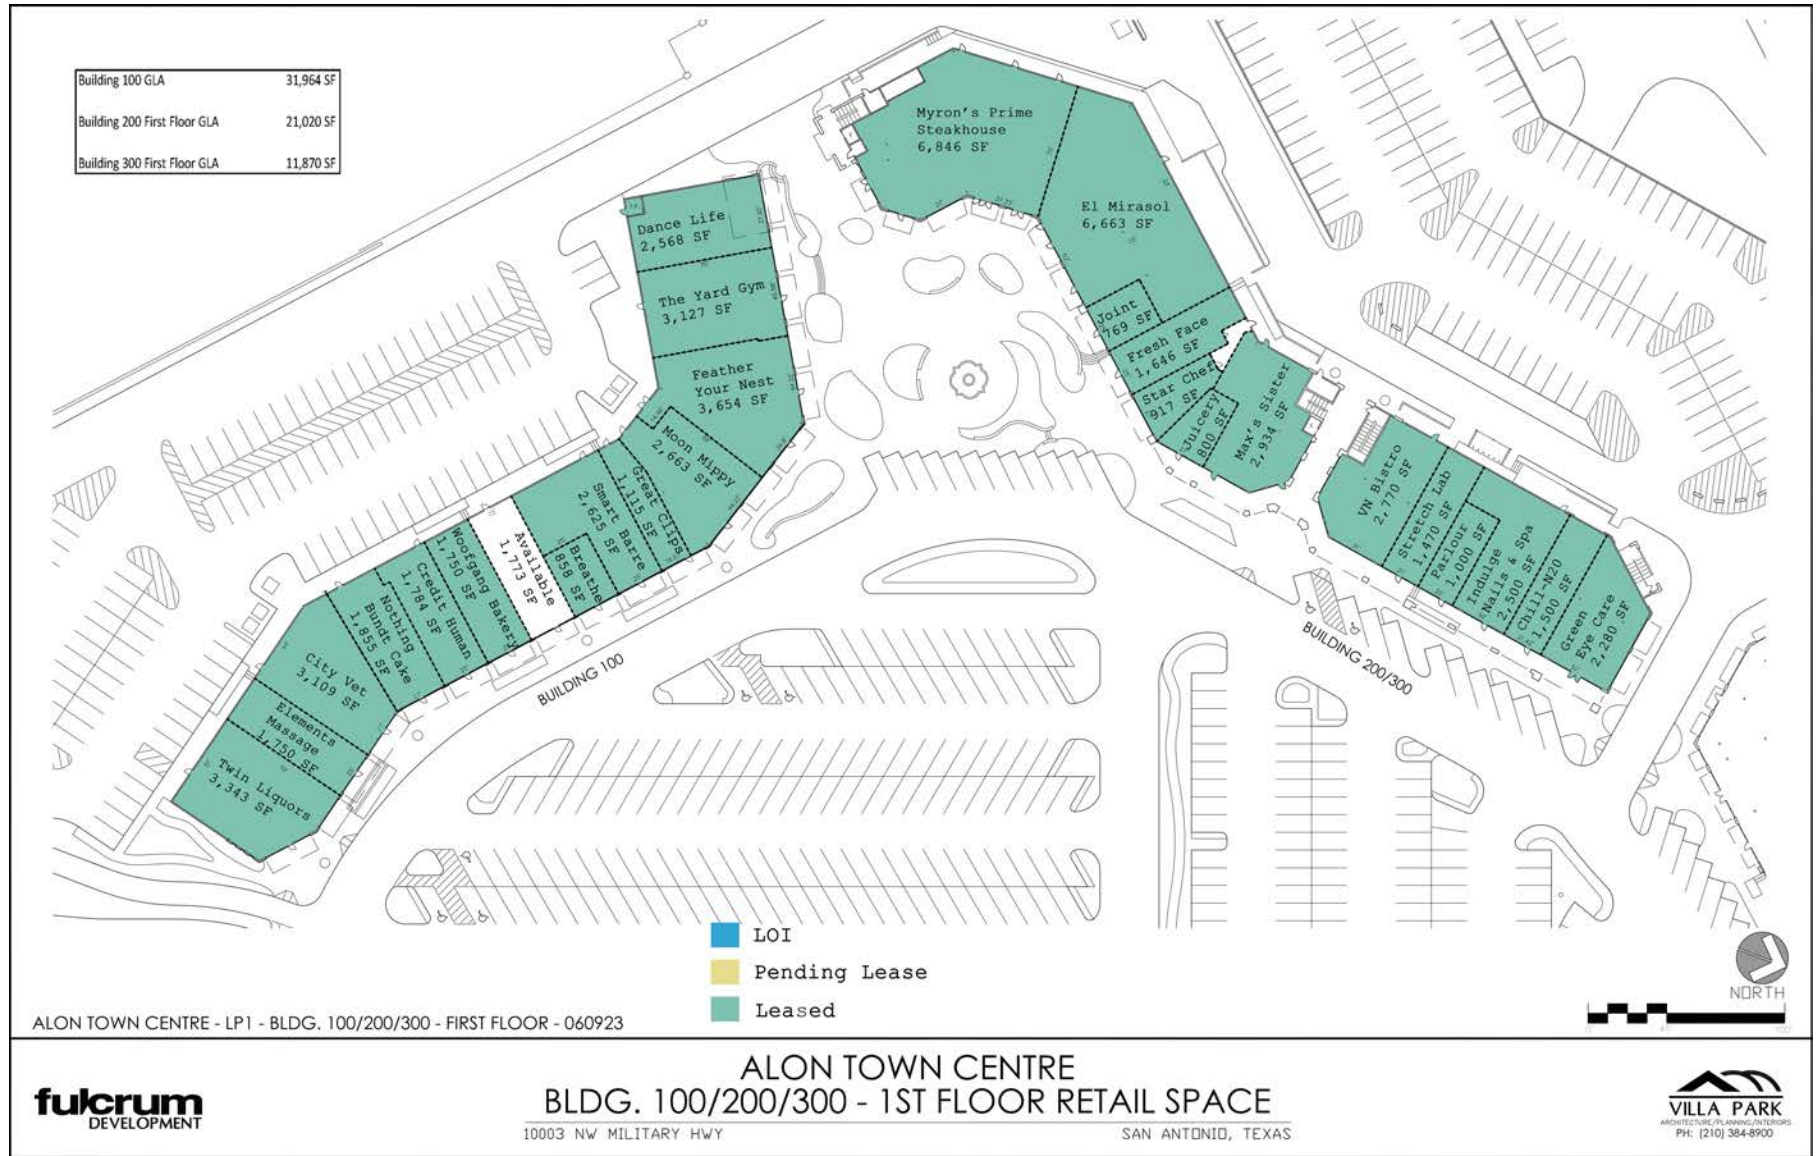 Building 100 GLA 31,964 SF
Building 200 First Floor GLA 21,020 SF
Building 300 First Floor GLA 11,870 SF
Myron's Prime
Steakhouse
6,846 SF
El Mirasol
6,663 SF
Joint
769 SF
Fresh Face
1,646 SF
Star Chef
917 SF
Juicery
800 SF
Max's Sister
2,934 SF
Dance Life
2,568 SF
The Yard Gym
3,127 SF
Feather
Your Nest
3,654 SF
Moon Mippy
2,663 SF
Great Clips
1,115 SF
Smart Barre
2,625 SF
Breathe
858 SF
Available
1,773 SF
Woofgang Bakery
1,750 SF
Credit Human
1,784 SF
Nothing
Bundt Cake
1,855 SF
City Vet
3,109 SF
Elements
Massage
1,750 SF
Twin Liquors
3,343 SF
VN Bistro
2,770 SF
Stretch Lab
1,470 SF
Parlour
1,000 SF
Indulge
Nails & Spa
2,500 SF
Chill-N20
1,500 SF
Green
Eye Care
2,280 SF
BUILDING 100
BUILDING 200/300
LOI
Pending Lease
Leased
NORTH
ALON TOWN CENTRE - LP1 - BLDG. 100/200/300 - FIRST FLOOR - 060923
fulcrum
DEVELOPMENT
ALON TOWN CENTRE
BLDG. 100/200/300 - 1ST FLOOR RETAIL SPACE
10003 NW MILITARY HWY SAN ANTONIO, TEXAS
VILLA PARK
ARCHITECTURE/PLANNING/INTERIORS
PH: (210) 384-8900